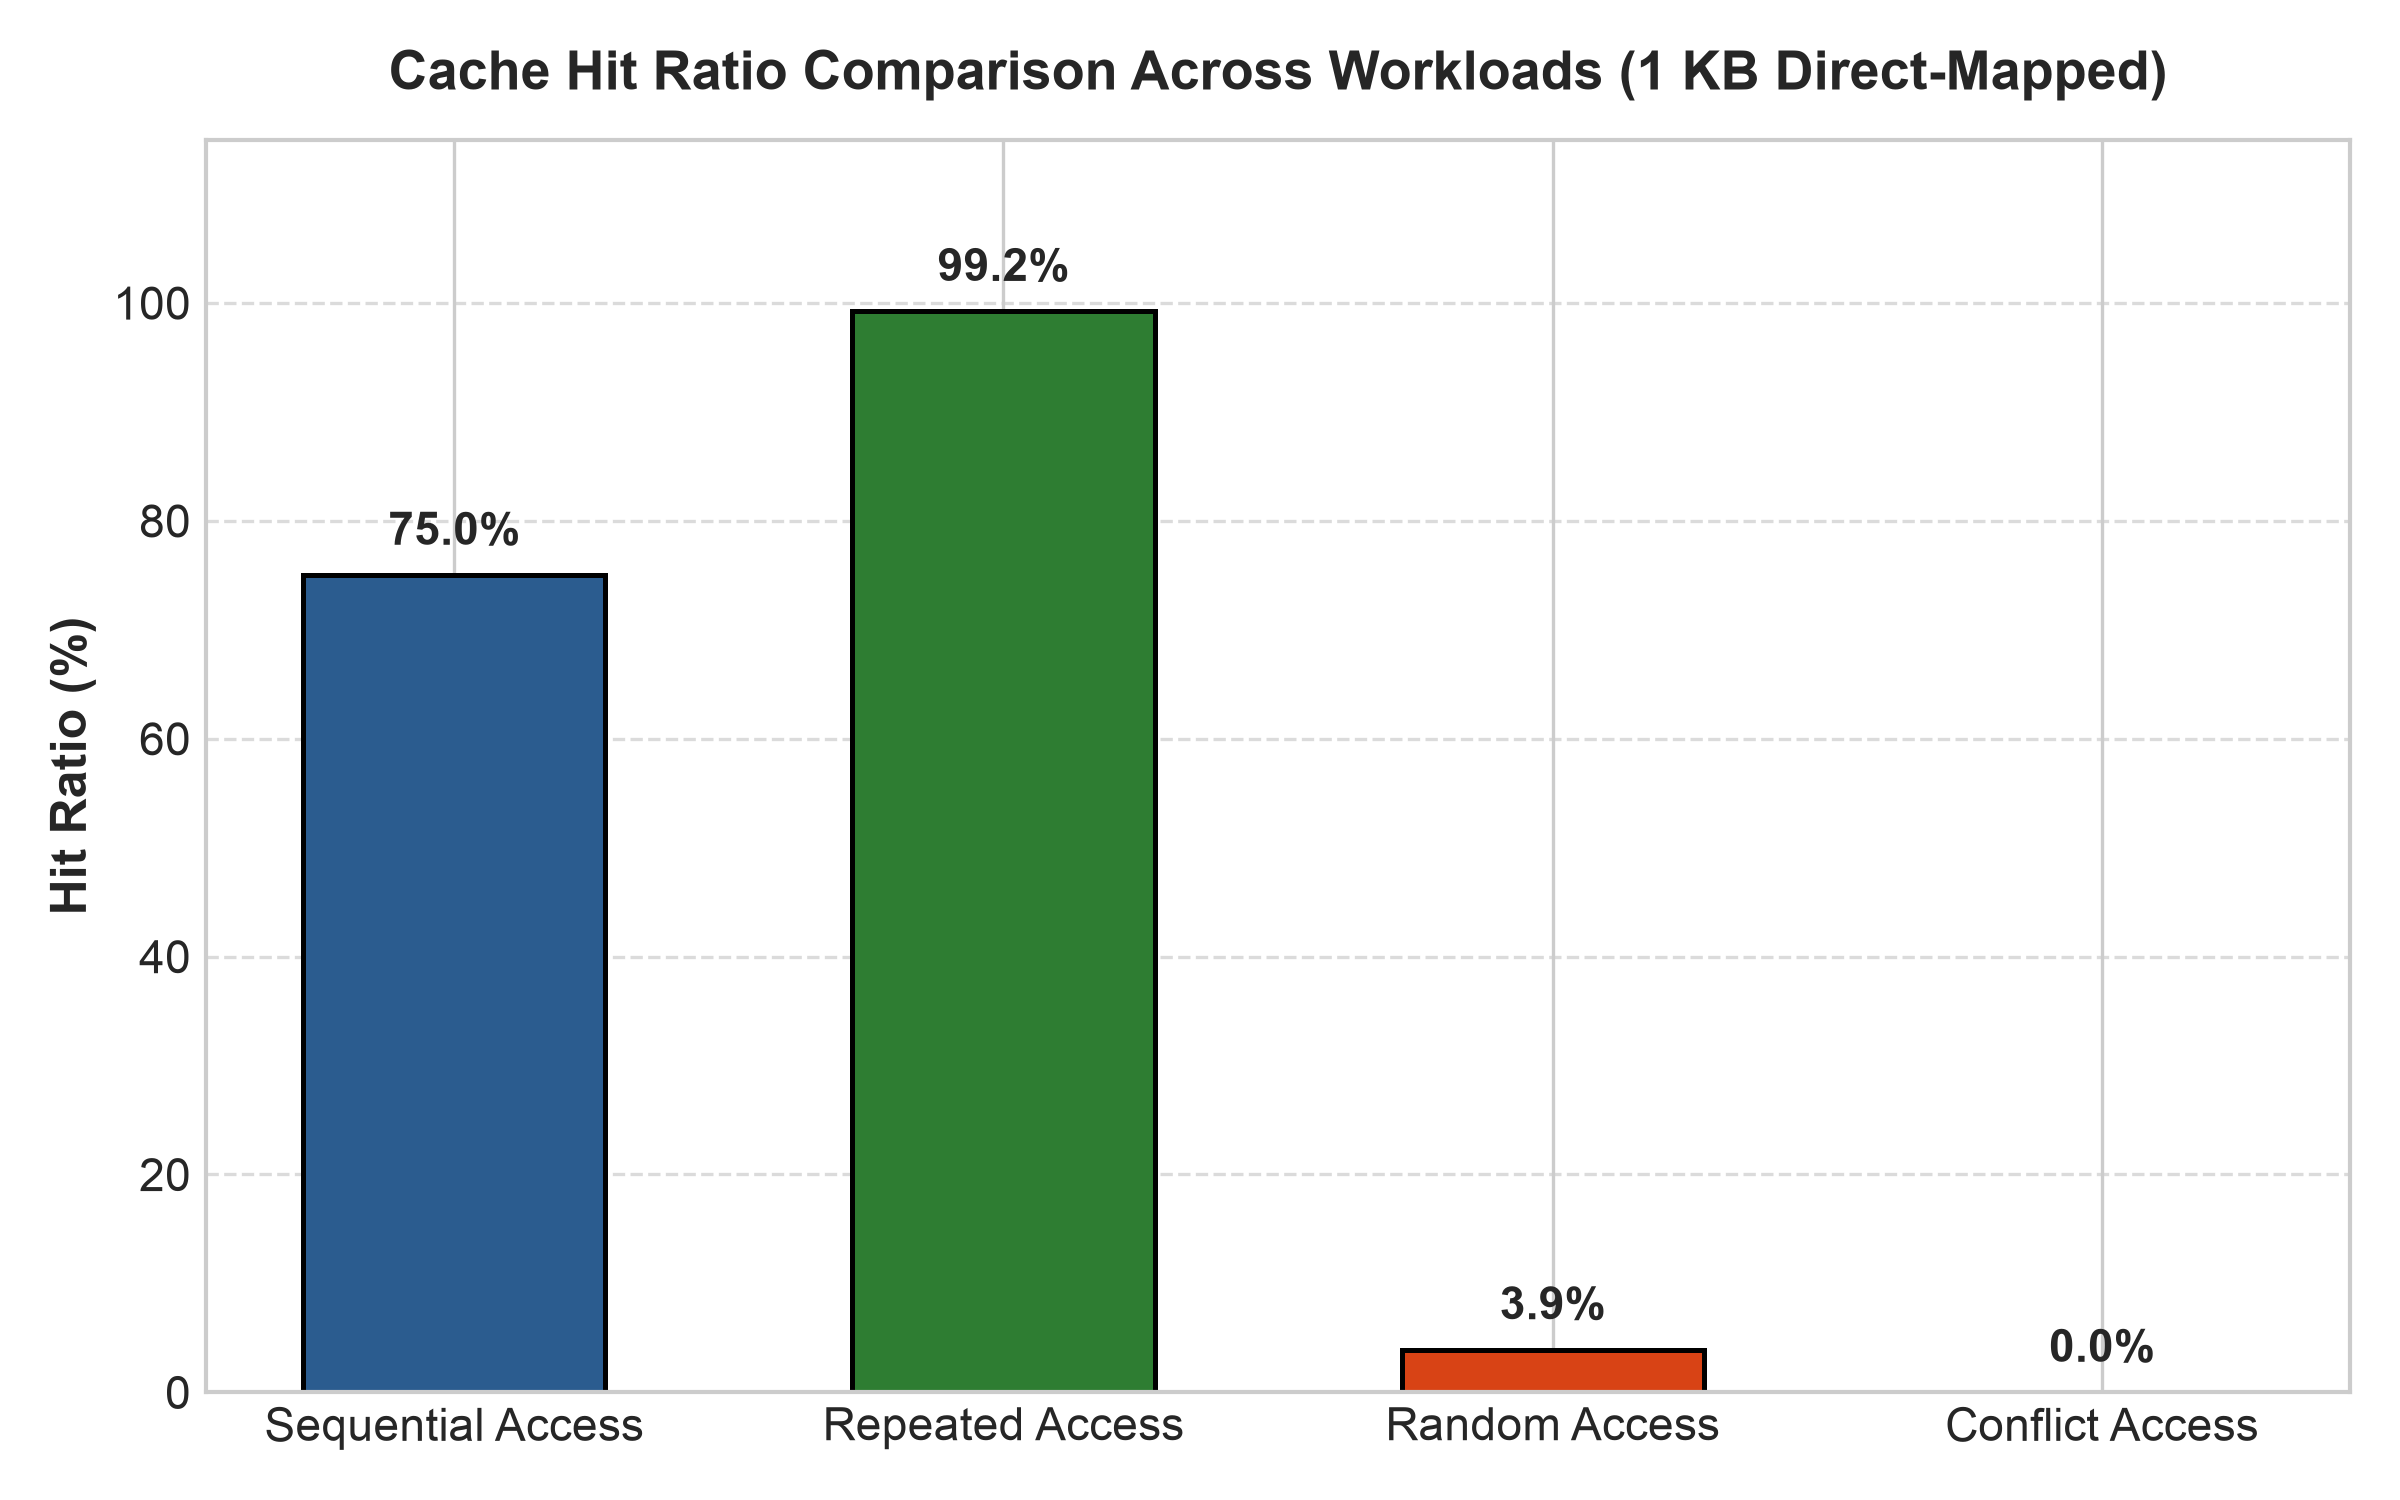 Cache Hit Ratio Comparison Across Workloads (1 KB Direct-Mapped)
Hit Ratio (%)
100
80
60
40
20
0
75.0%
99.2%
3.9%
0.0%
Sequential Access
Repeated Access
Random Access
Conflict Access